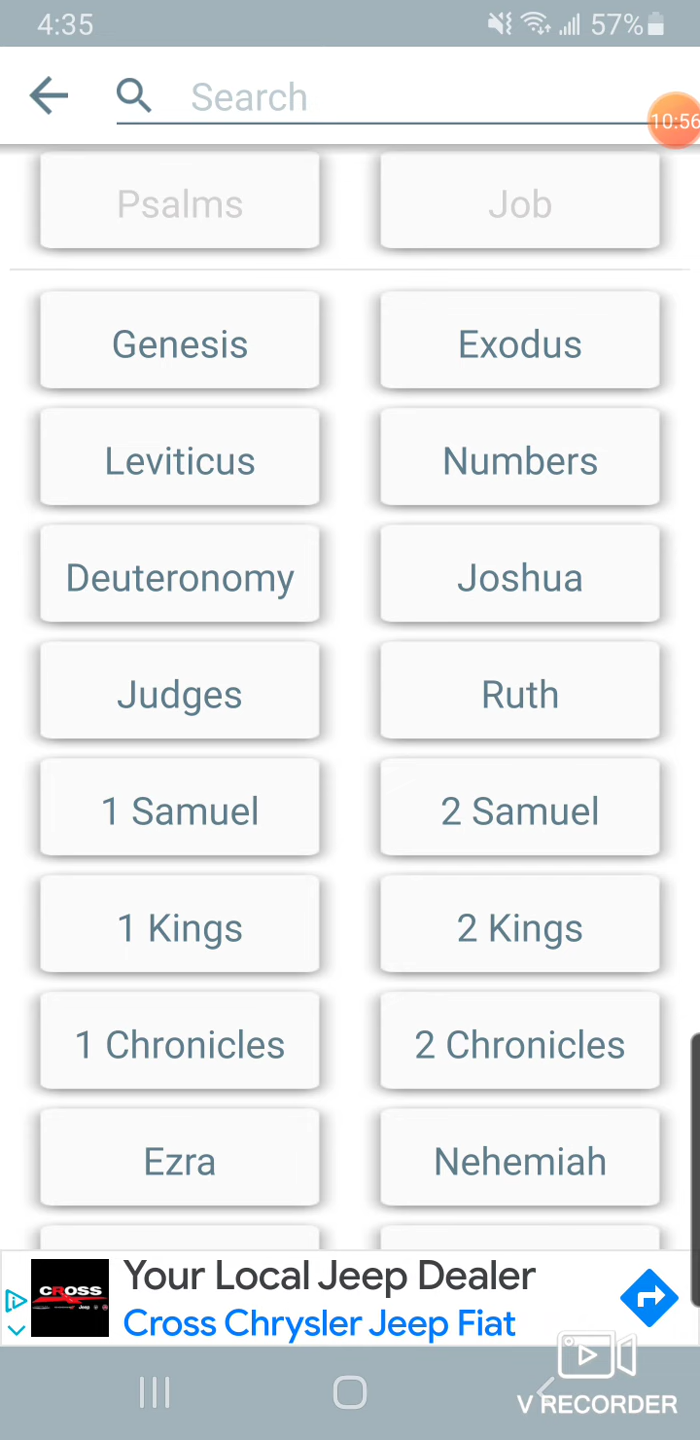 4:35
57%
Search
10:56
Psalms
Job
Genesis
Exodus
Leviticus
Numbers
Deuteronomy
Joshua
Judges
Ruth
1 Samuel
2 Samuel
1 Kings
2 Kings
1 Chronicles
2 Chronicles
Ezra
Nehemiah
CROSS
Your Local Jeep Dealer
Cross Chrysler Jeep Fiat
V RECORDER